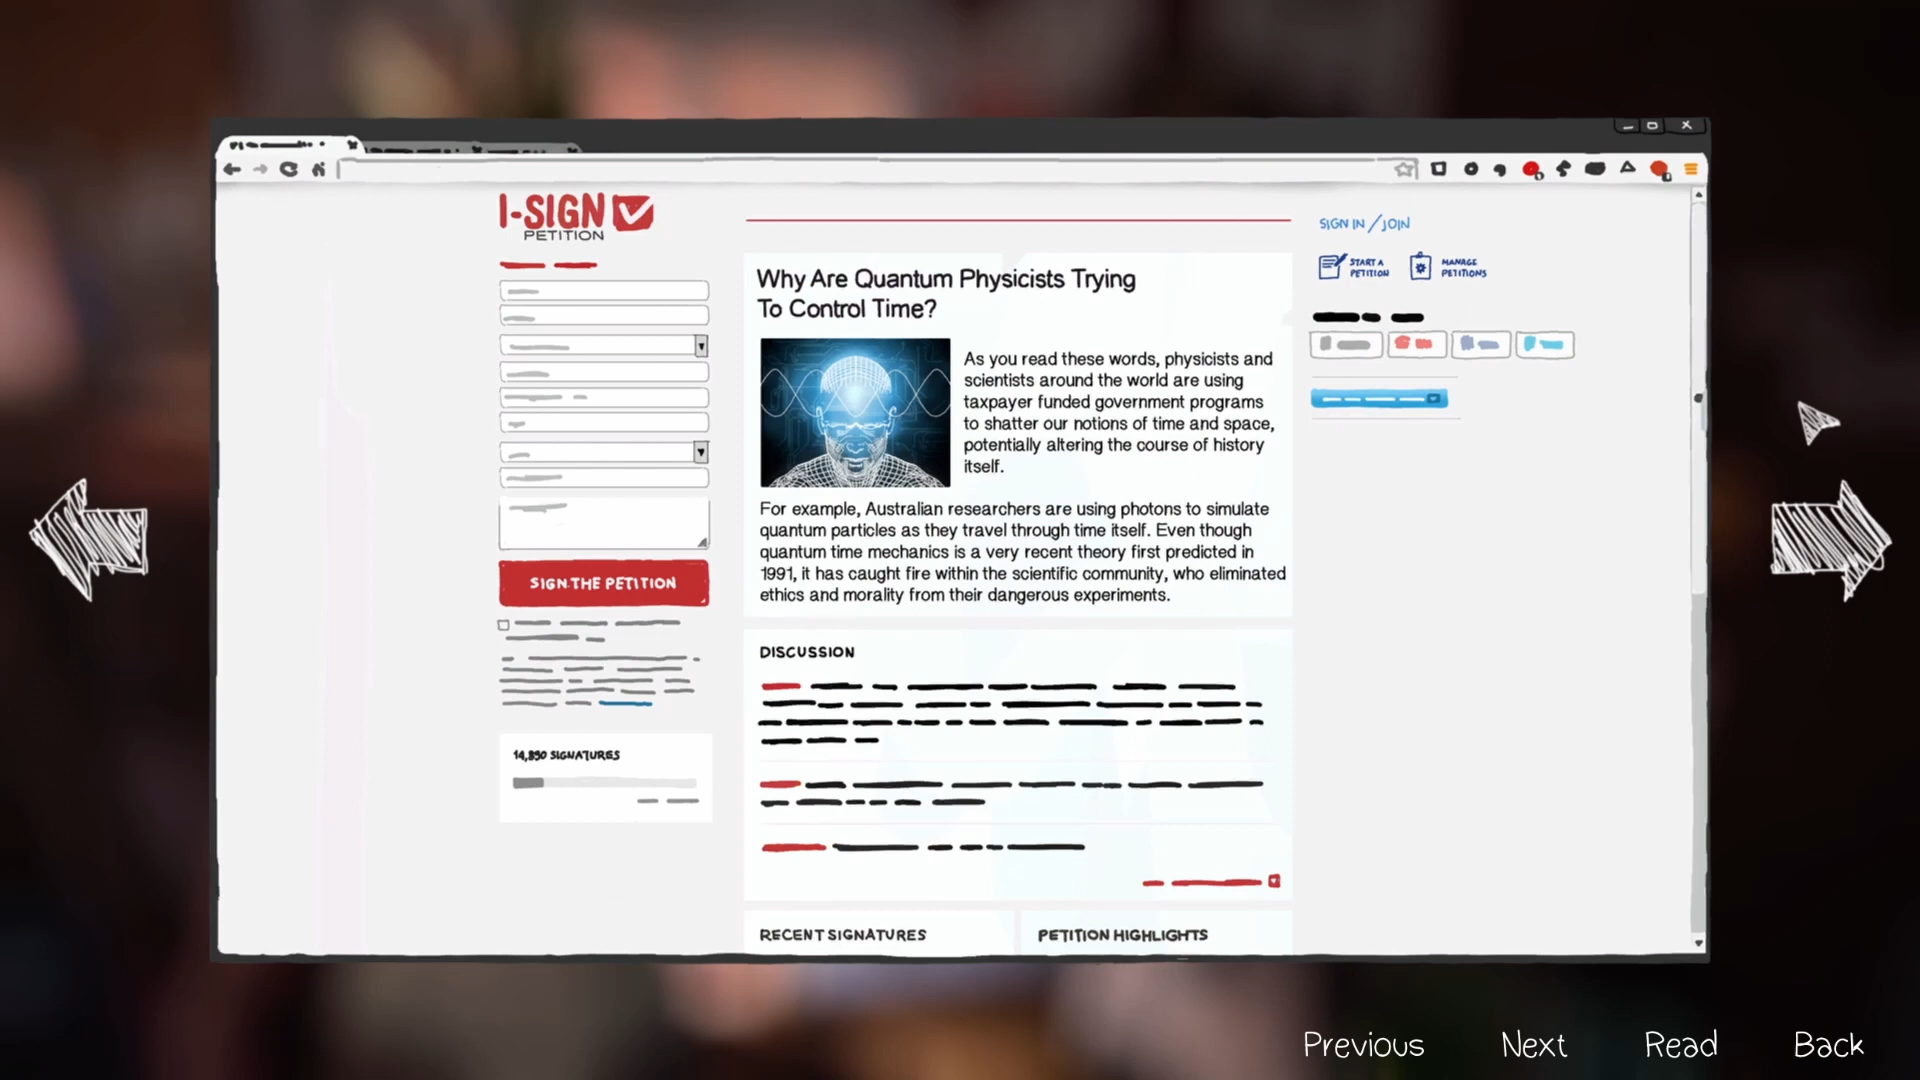 I-SIGN
PETITION
SIGN IN/JOIN
START A
PETITION
MANAGE
PETITIONS
Why Are Quantum Physicists Trying
To Control Time?
As you read these words, physicists and
scientists around the world are using
taxpayer funded government programs
to shatter our notions of time and space,
potentially altering the course of history
itself.
For example, Australian researchers are using photons to simulate
quantum particles as they travel through time itself. Even though
quantum time mechanics is a very recent theory first predicted in
1991, it has caught fire within the scientific community, who eliminated
ethics and morality from their dangerous experiments.
SIGN THE PETITION
14,890 SIGNATURES
DISCUSSION
RECENT SIGNATURES
PETITION HIGHLIGHTS
Previous
Next
Read
Back